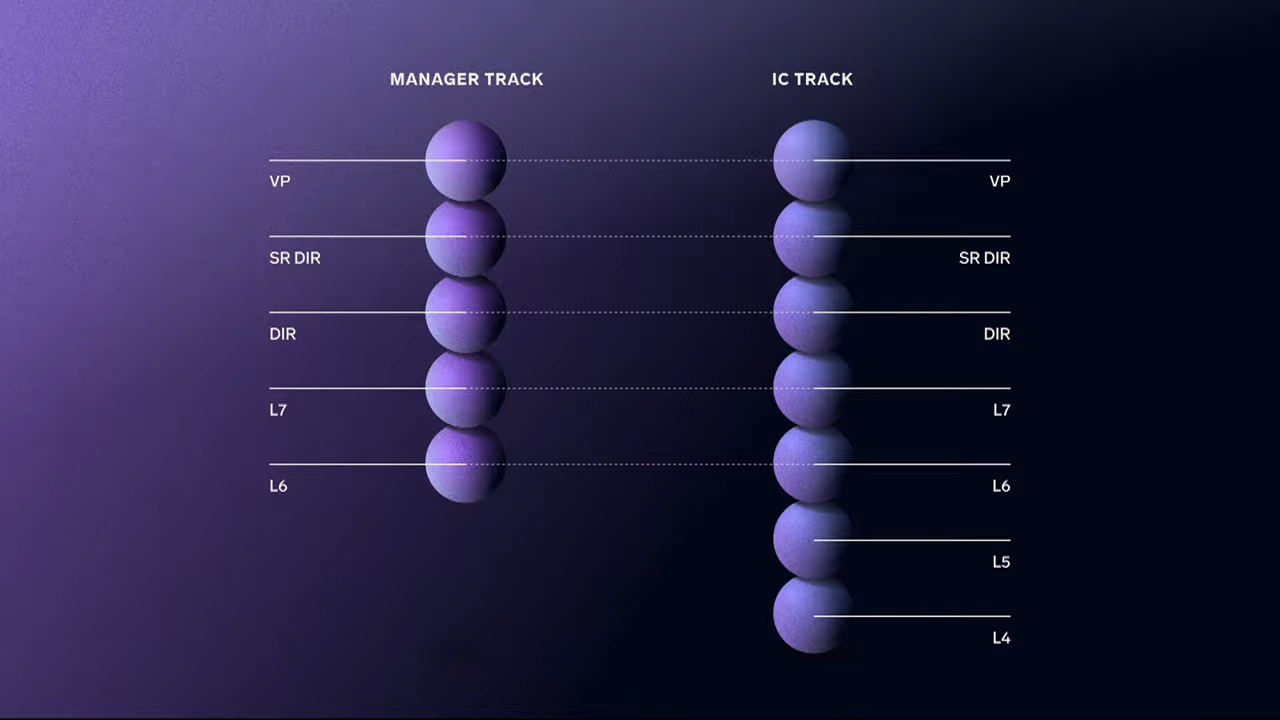 MANAGER TRACK
IC TRACK
VP
VP
SR DIR
SR DIR
DIR
DIR
L7
L7
L6
L6
L5
L4